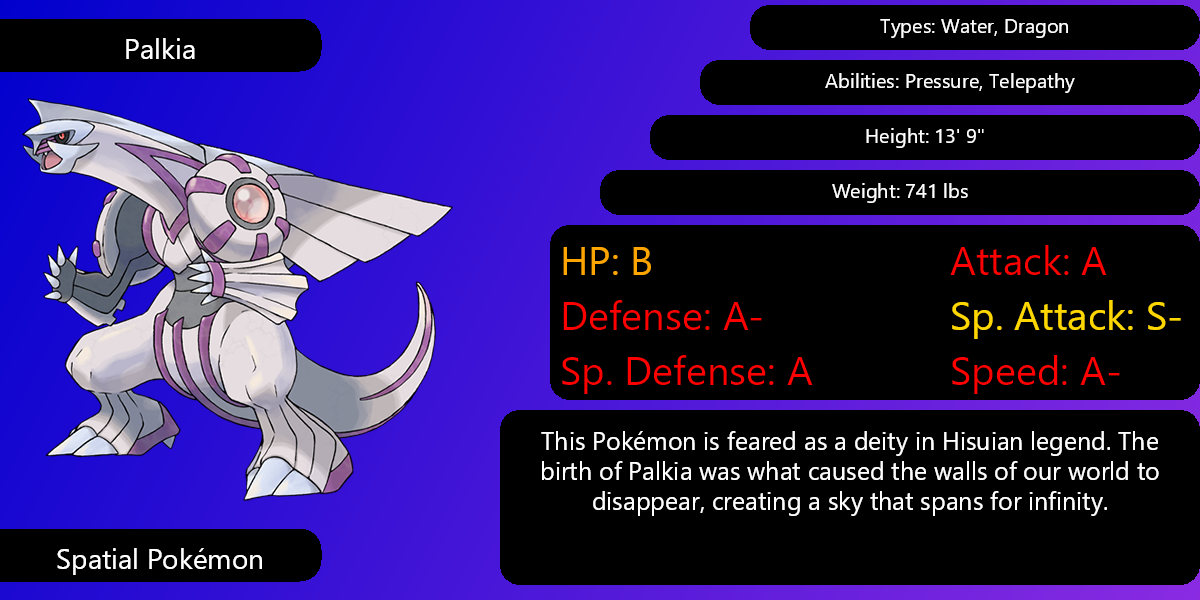 Palkia
Types: Water, Dragon
Abilities: Pressure, Telepathy
Height: 13' 9"
Weight: 741 lbs
HP: B
Attack: A
Defense: A-
Sp. Attack: S-
Sp. Defense: A
Speed: A-
This Pokémon is feared as a deity in Hisuian legend. The
birth of Palkia was what caused the walls of our world to
disappear, creating a sky that spans for infinity.
Spatial Pokémon